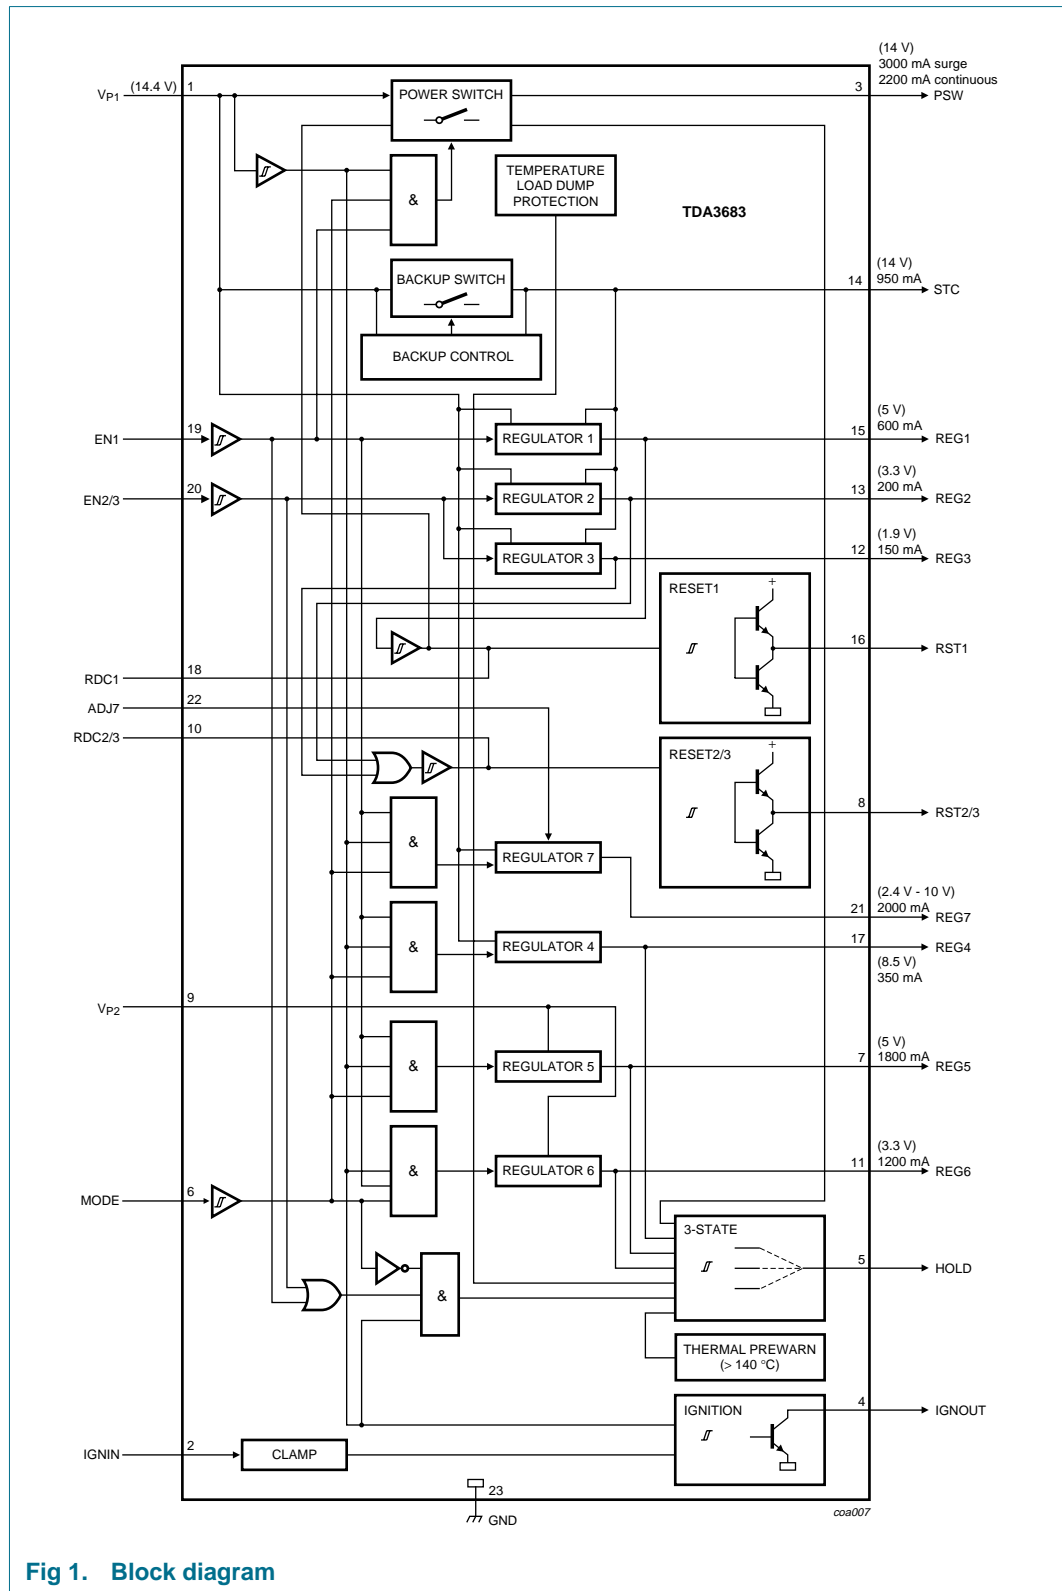 (14 V)
3000 mA surge
2200 mA continuous
VP1 (14.4 V) 1
POWER SWITCH
3 PSW
&
TEMPERATURE
LOAD DUMP
PROTECTION
TDA3683
BACKUP SWITCH
(14 V)
14 950 mA STC
BACKUP CONTROL
(5 V)
EN1 19 REGULATOR 1 15 600 mA REG1
(3.3 V)
EN2/3 20 REGULATOR 2 13 200 mA REG2
(1.9 V)
REGULATOR 3 12 150 mA REG3
RESET1
+
16 RST1
RDC1 18
ADJ7 22
RDC2/3 10
RESET2/3
+
8 RST2/3
&
REGULATOR 7
(2.4 V - 10 V)
21 2000 mA REG7
&
REGULATOR 4 17 REG4
(8.5 V)
350 mA
VP2 9
(5 V)
& REGULATOR 5 7 1800 mA REG5
(3.3 V)
& REGULATOR 6 11 1200 mA REG6
MODE 6
3-STATE
5 HOLD
&
THERMAL PREWARN
(> 140 °C)
IGNITION
4 IGNOUT
IGNIN 2 CLAMP
23
GND
coa007
Fig 1. Block diagram